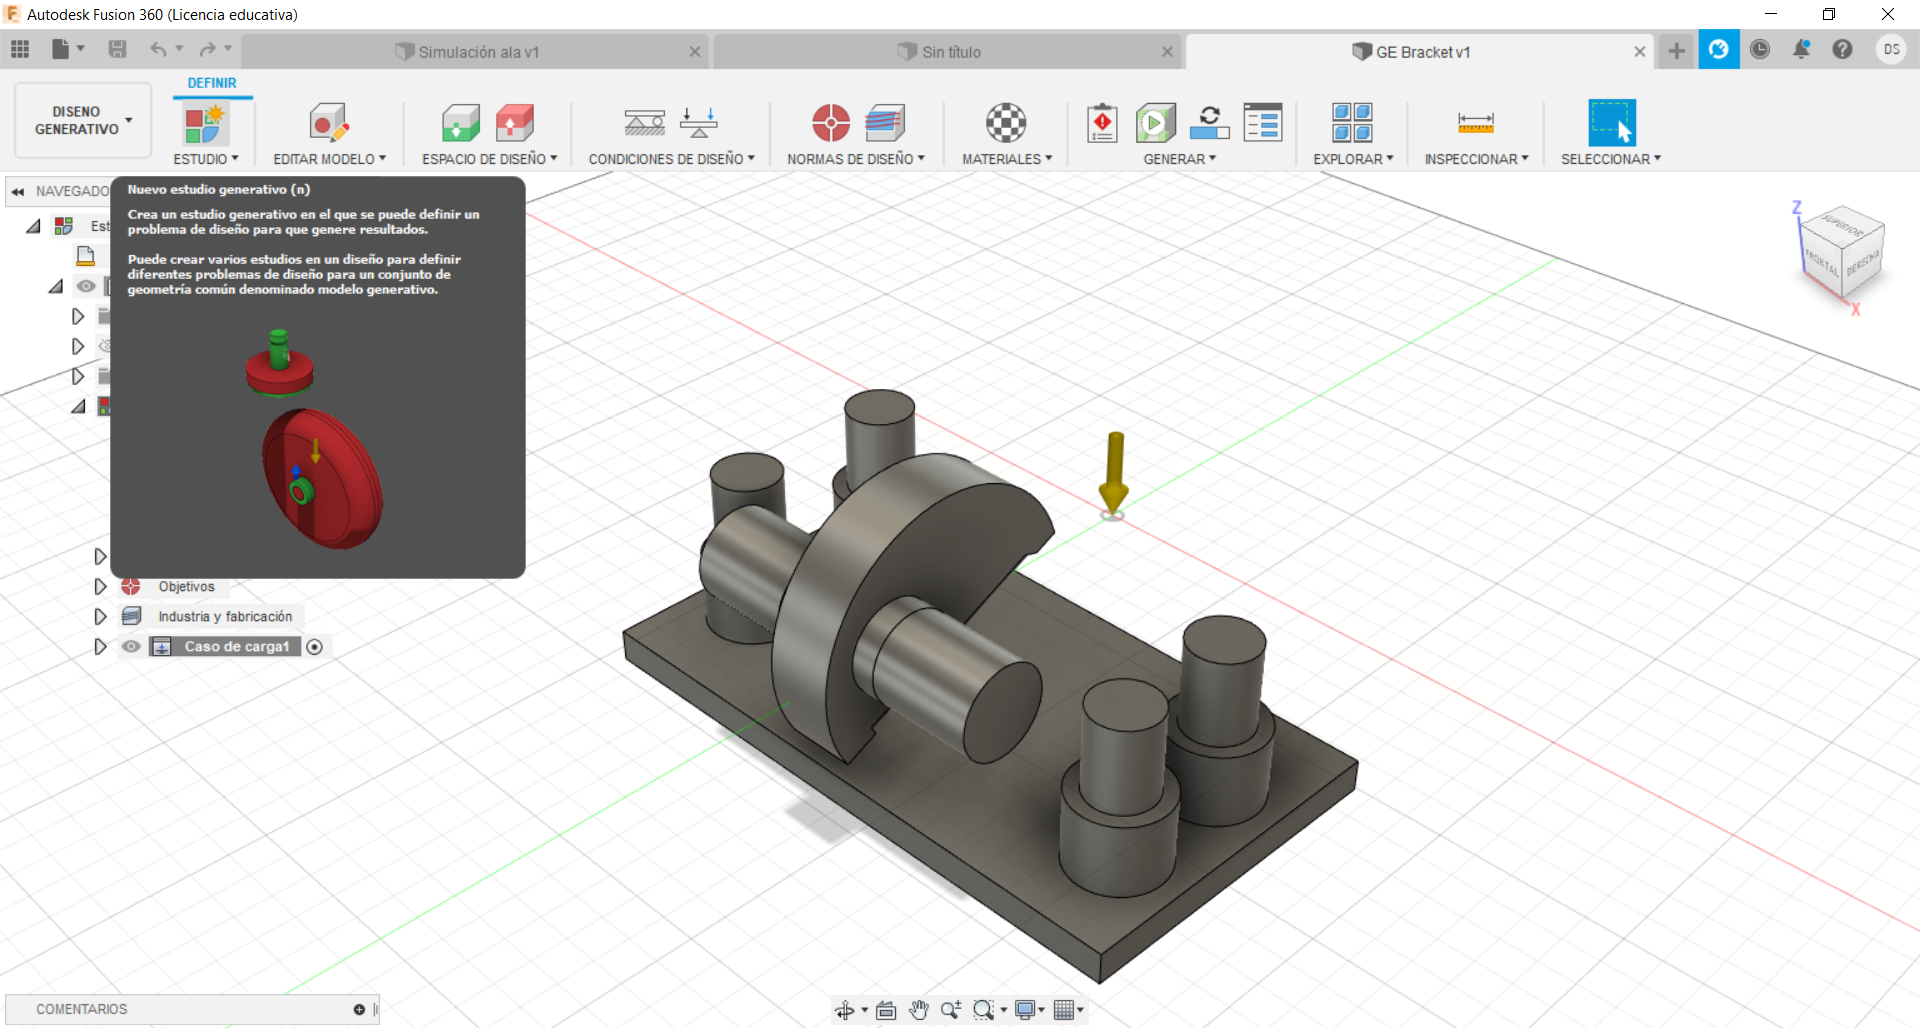 Autodesk Fusion 360 (Licencia educativa)
Simulación ala v1
Sin título
GE Bracket v1
DS
DEFINIR
DISENO
GENERATIVO
ESTUDIO
EDITAR MODELO
ESPACIO DE DISEÑO
CONDICIONES DE DISEÑO
NORMAS DE DISEÑO
MATERIALES
GENERAR
EXPLORAR
INSPECCIONAR
SELECCIONAR
NAVEGADO
Est
Nuevo estudio generativo (n)
Crea un estudio generativo en el que se puede definir un
problema de diseño para que genere resultados.
Puede crear varios estudios en un diseño para definir
diferentes problemas de diseño para un conjunto de
geometría común denominado modelo generativo.
Objetivos
Industria y fabricación
Caso de carga1
Z
SUPERIOR
FRONTAL
DERECHA
X
COMENTARIOS